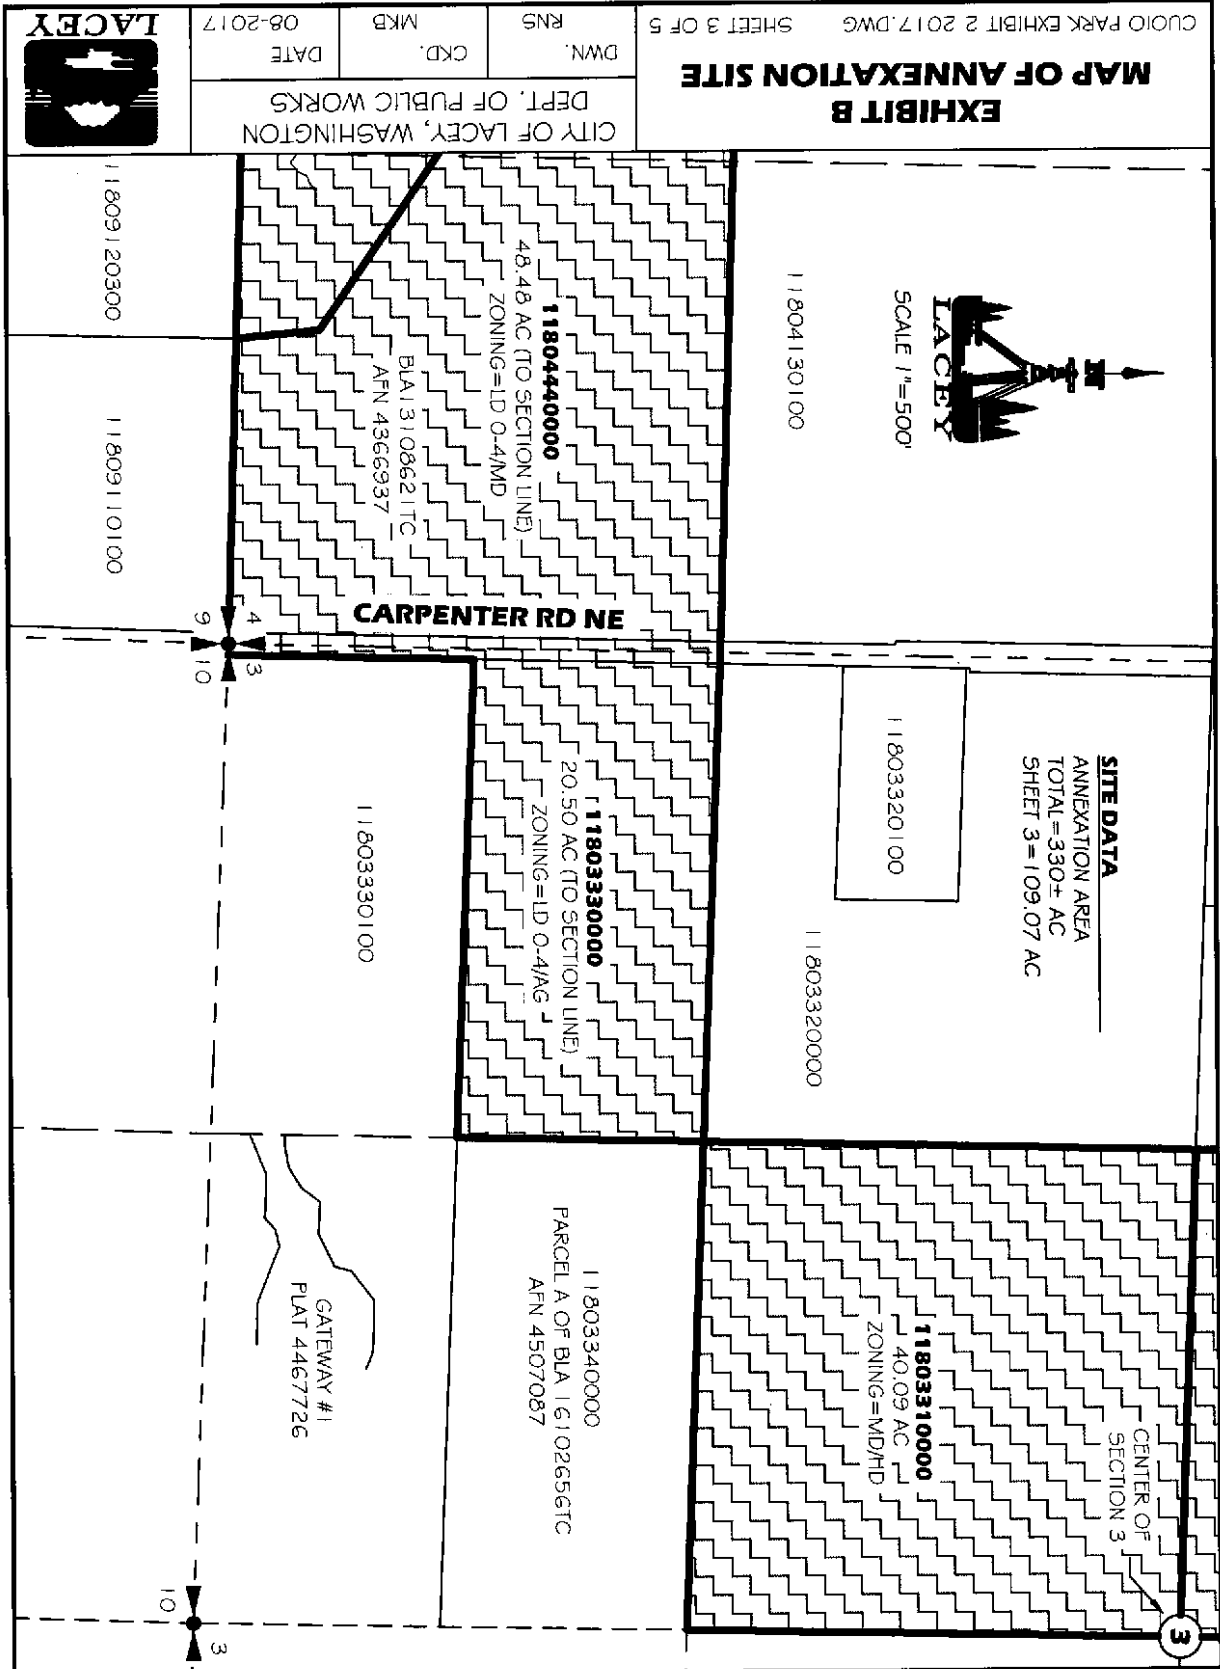 EXHIBIT B
MAP OF ANNEXATION SITE
CUOIO PARK EXHIBIT 2 2017.DWG
SHEET 3 OF 5
CITY OF LACEY, WASHINGTON
DEPT. OF PUBLIC WORKS
DWN.
RNS
CKD.
MKB
DATE
08-2017
LACEY
N
LACEY
SCALE 1"=500'
11804130100
SITE DATA
ANNEXATION AREA
TOTAL=330± AC
SHEET 3=109.07 AC
11803320100
11803320000
CENTER OF
SECTION 3
3
11803310000
40.09 AC
ZONING=MD/HD
11804440000
48.48 AC (TO SECTION LINE)
ZONING=LD 0-4/MD
BLA13108621TC
AFN 4366937
CARPENTER RD NE
11803330000
20.50 AC (TO SECTION LINE)
ZONING=LD 0-4/AG
11803330100
11803340000
PARCEL A OF BLA 16102656TC
AFN 4507087
GATEWAY #1
PLAT 4467726
4
3
9
10
3
10
11809120300
11809110100